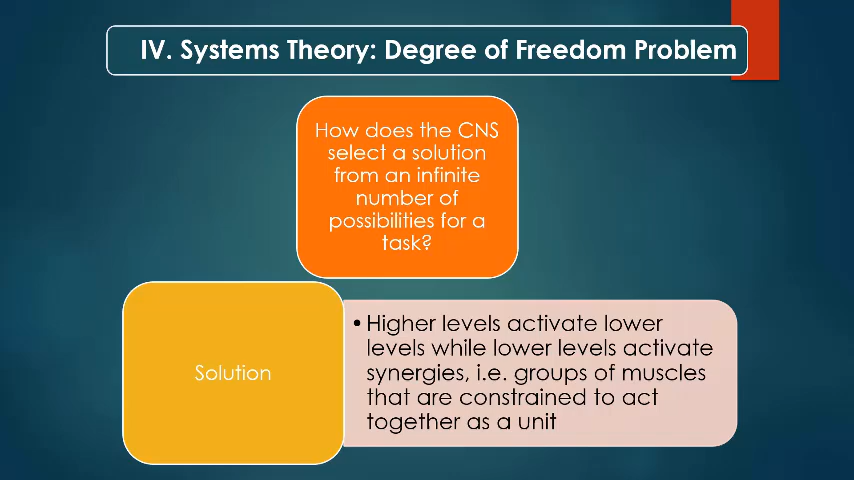 IV. Systems Theory: Degree of Freedom Problem
How does the CNS
select a solution
from an infinite
number of
possibilities for a
task?
Solution
• Higher levels activate lower
levels while lower levels activate
synergies, i.e. groups of muscles
that are constrained to act
together as a unit